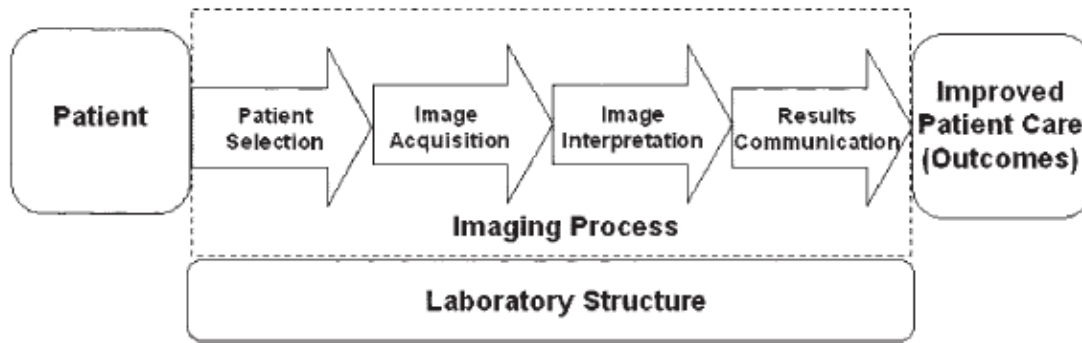 Patient
Patient
Selection
Image
Acquisition
Image
Interpretation
Results
Communication
Improved
Patient Care
(Outcomes)
Imaging Process
Laboratory Structure